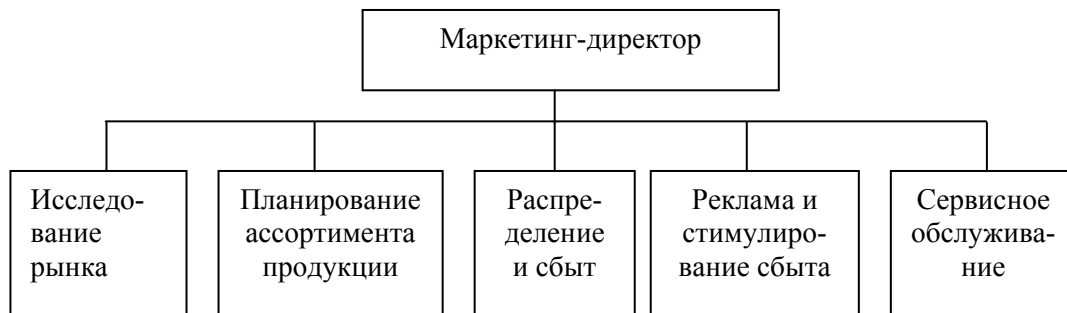 Маркетинг-директор
Исследо-
вание
рынка
Планирование
ассортимента
продукции
Распре-
деление
и сбыт
Реклама и
стимулиро-
вание сбыта
Сервисное
обслужива-
ние